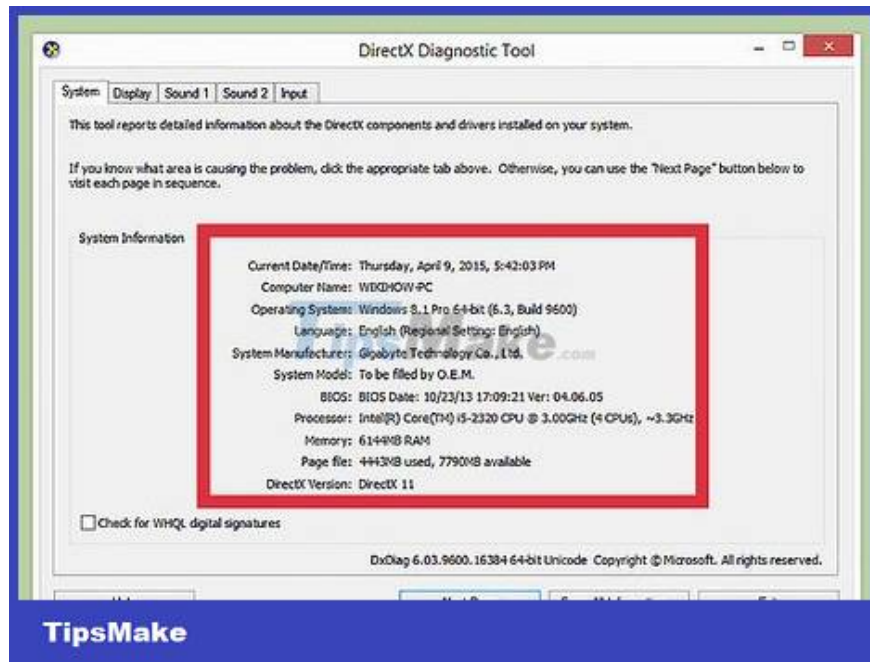 DirectX Diagnostic Tool
System Display Sound 1 Sound 2 Input
This tool reports detailed information about the DirectX components and drivers installed on your system.
If you know what area is causing the problem, click the appropriate tab above. Otherwise, you can use the "Next Page" button below to
visit each page in sequence.
System Information
Current Date/Time: Thursday, April 9, 2015, 5:42:03 PM
Computer Name: WIKIHOW-PC
Operating System: Windows 8.1 Pro 64-bit (6.3, Build 9600)
Language: English (Regional Setting: English)
TipsMake.com
System Manufacturer: Gigabyte Technology Co., Ltd.
System Model: To be filled by O.E.M.
BIOS: BIOS Date: 10/23/13 17:09:21 Ver: 04.06.05
Processor: Intel(R) Core(TM) i5-2320 CPU @ 3.00GHz (4 CPUs), ~3.3GHz
Memory: 6144MB RAM
Page file: 4443MB used, 7790MB available
DirectX Version: DirectX 11
Check for WHQL digital signatures
DxDiag 6.03.9600.16384 64-bit Unicode Copyright © Microsoft. All rights reserved.
TipsMake